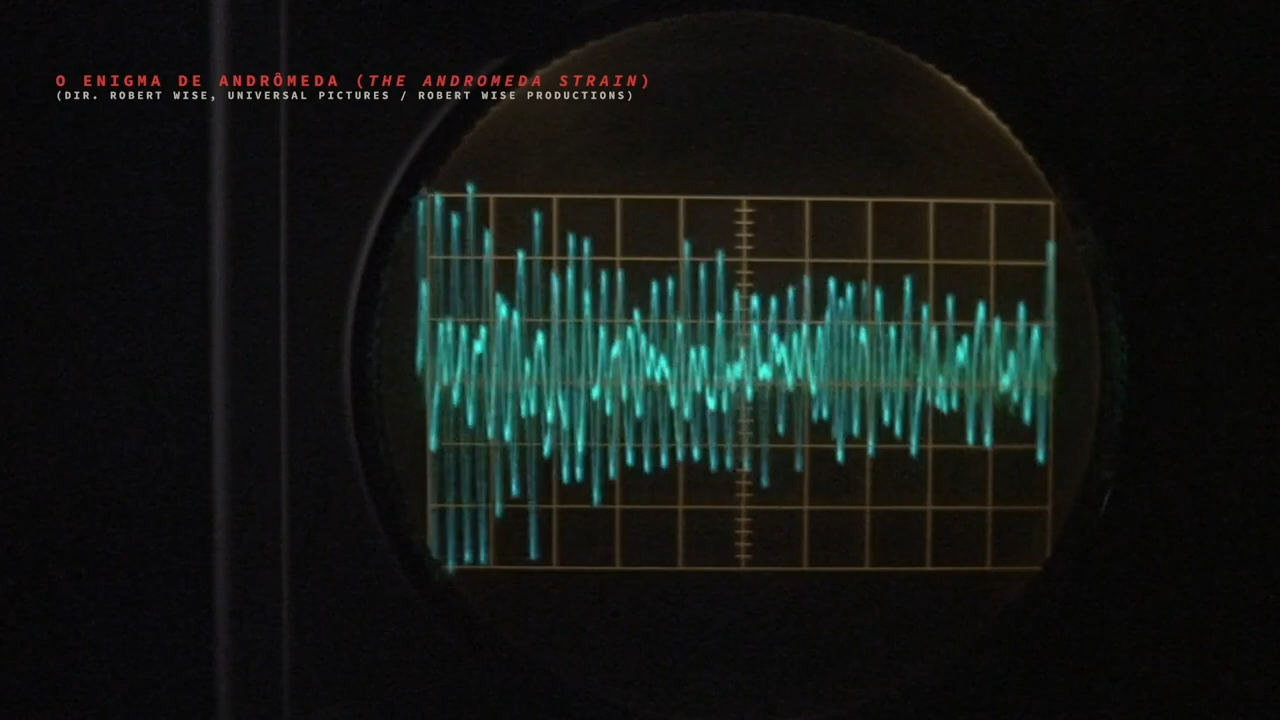 O ENIGMA DE ANDRÔMEDA (THE ANDROMEDA STRAIN)
(DIR. ROBERT WISE, UNIVERSAL PICTURES / ROBERT WISE PRODUCTIONS)